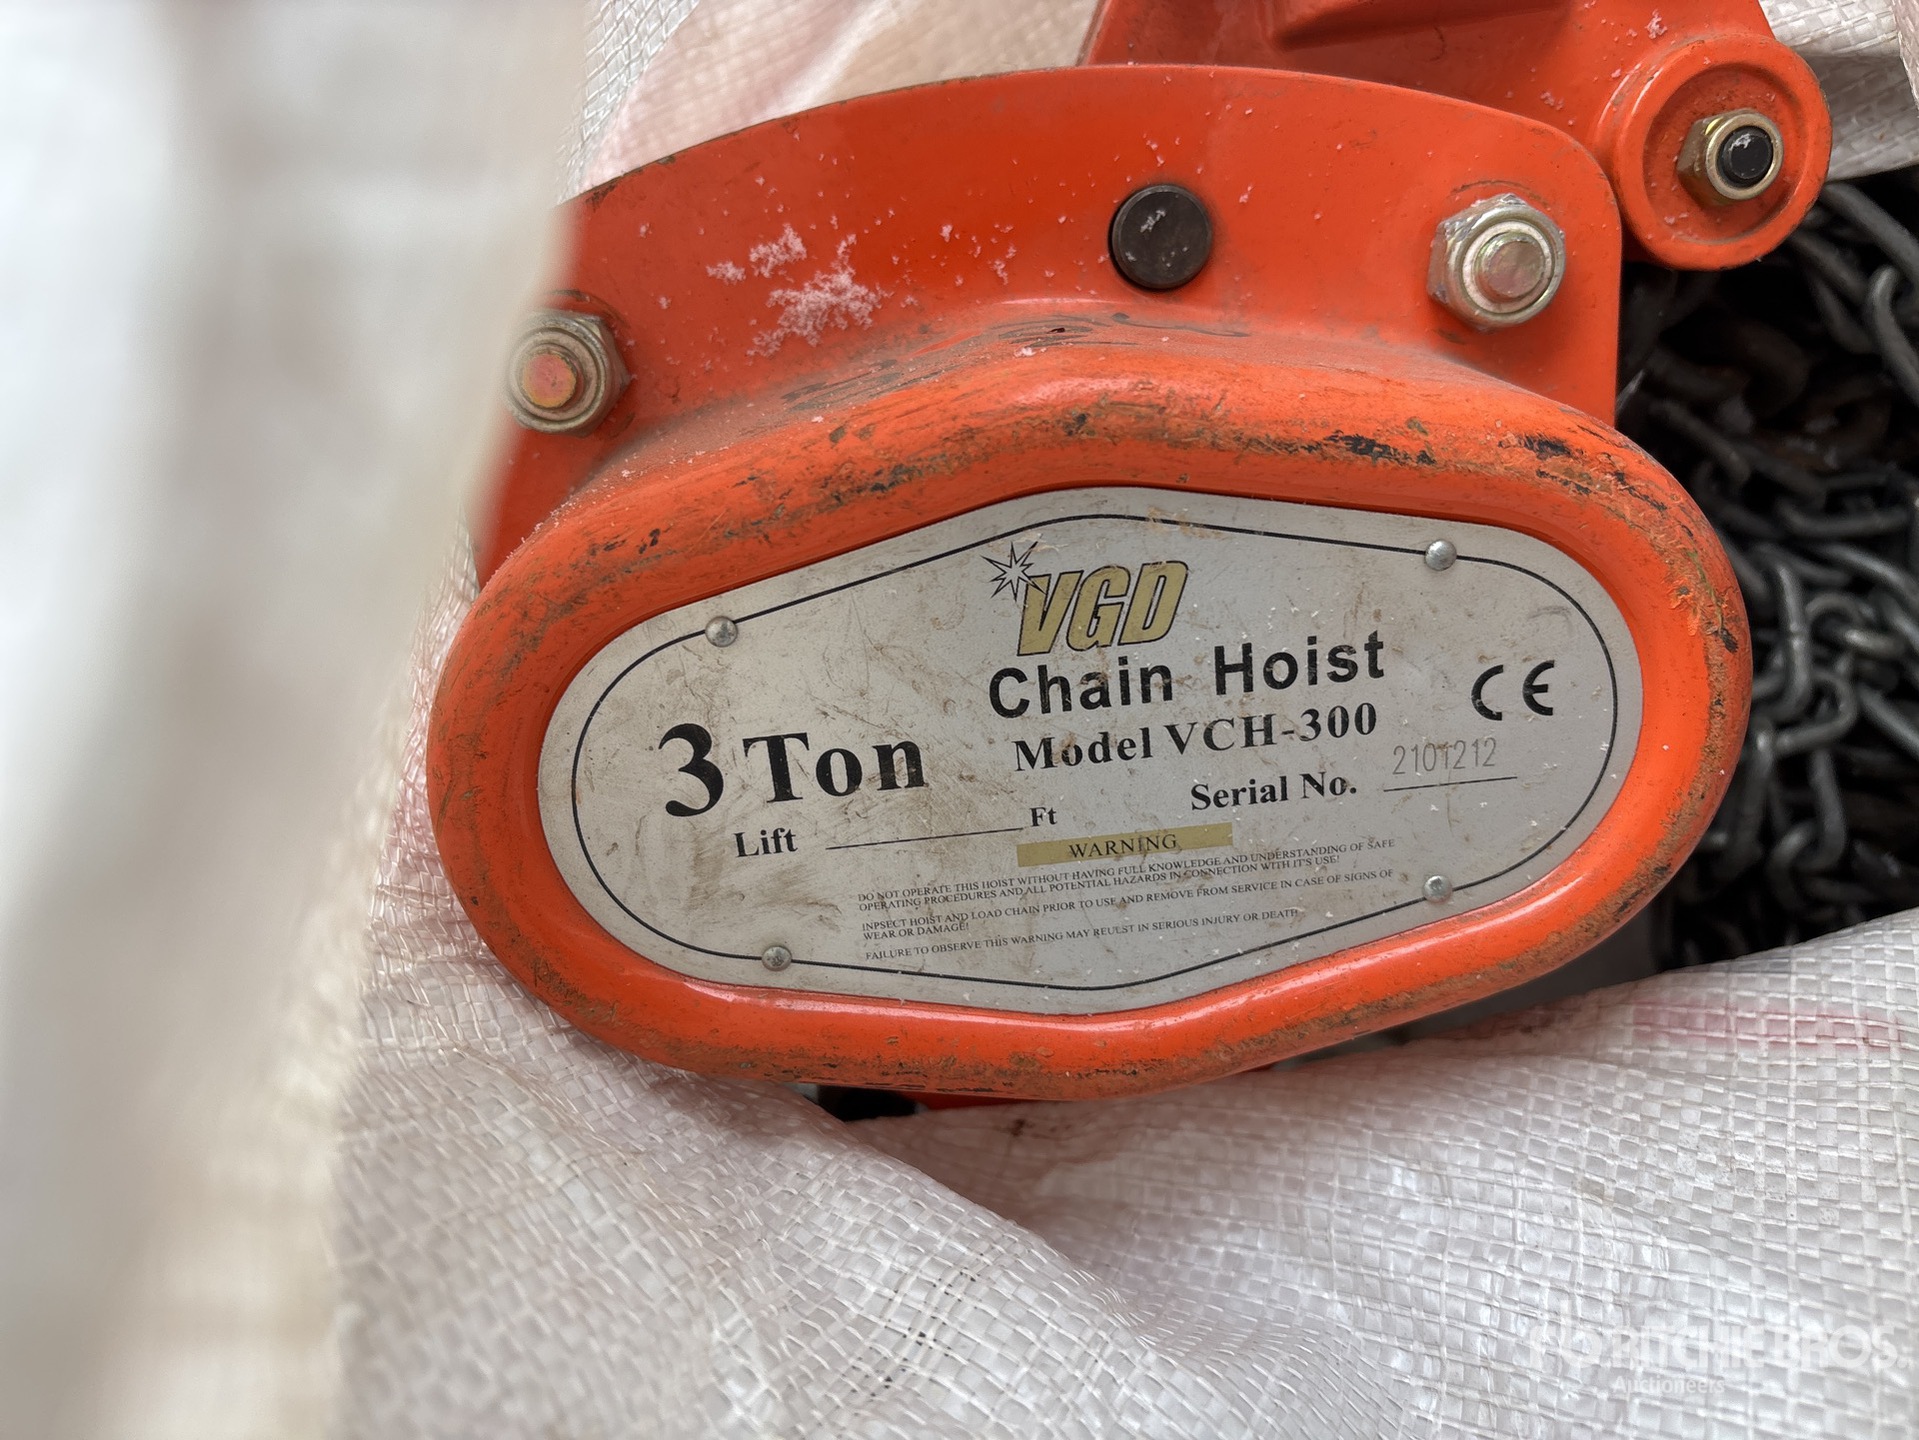 VGD
Chain Hoist
CE
3 Ton
Model VCH-300
Serial No. 2101212
Lift Ft
WARNING
DO NOT OPERATE THIS HOIST WITHOUT HAVING FULL KNOWLEDGE AND UNDERSTANDING OF SAFE
OPERATING PROCEDURES AND ALL POTENTIAL HAZARDS IN CONNECTION WITH IT'S USE!
INPSECT HOIST AND LOAD CHAIN PRIOR TO USE AND REMOVE FROM SERVICE IN CASE OF SIGNS OF
WEAR OR DAMAGE!
FAILURE TO OBSERVE THIS WARNING MAY REULST IN SERIOUS INJURY OR DEATH
RITCHIE BROS.
Auctioneers